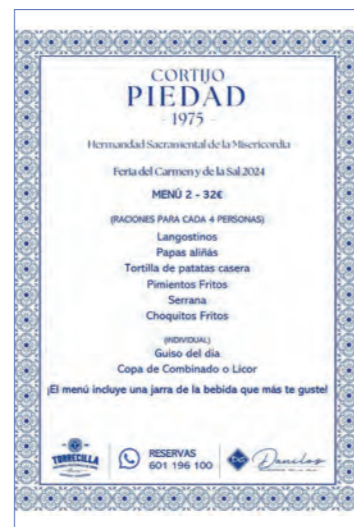 CORTIJO
PIEDAD
- 1975 -
Hermandad Sacramental de la Misericordia
Feria del Carmen y de la Sal 2024
MENÚ 2 - 32€
(RACIONES PARA CADA 4 PERSONAS)
Langostinos
Papas aliñás
Tortilla de patatas casera
Pimientos Fritos
Serrana
Choquitos Fritos
(INDIVIDUAL)
Guiso del día
Copa de Combinado o Licor
¡El menú incluye una jarra de la bebida que más te guste!
TORRECILLA
RESERVAS
601 196 100
Danilos